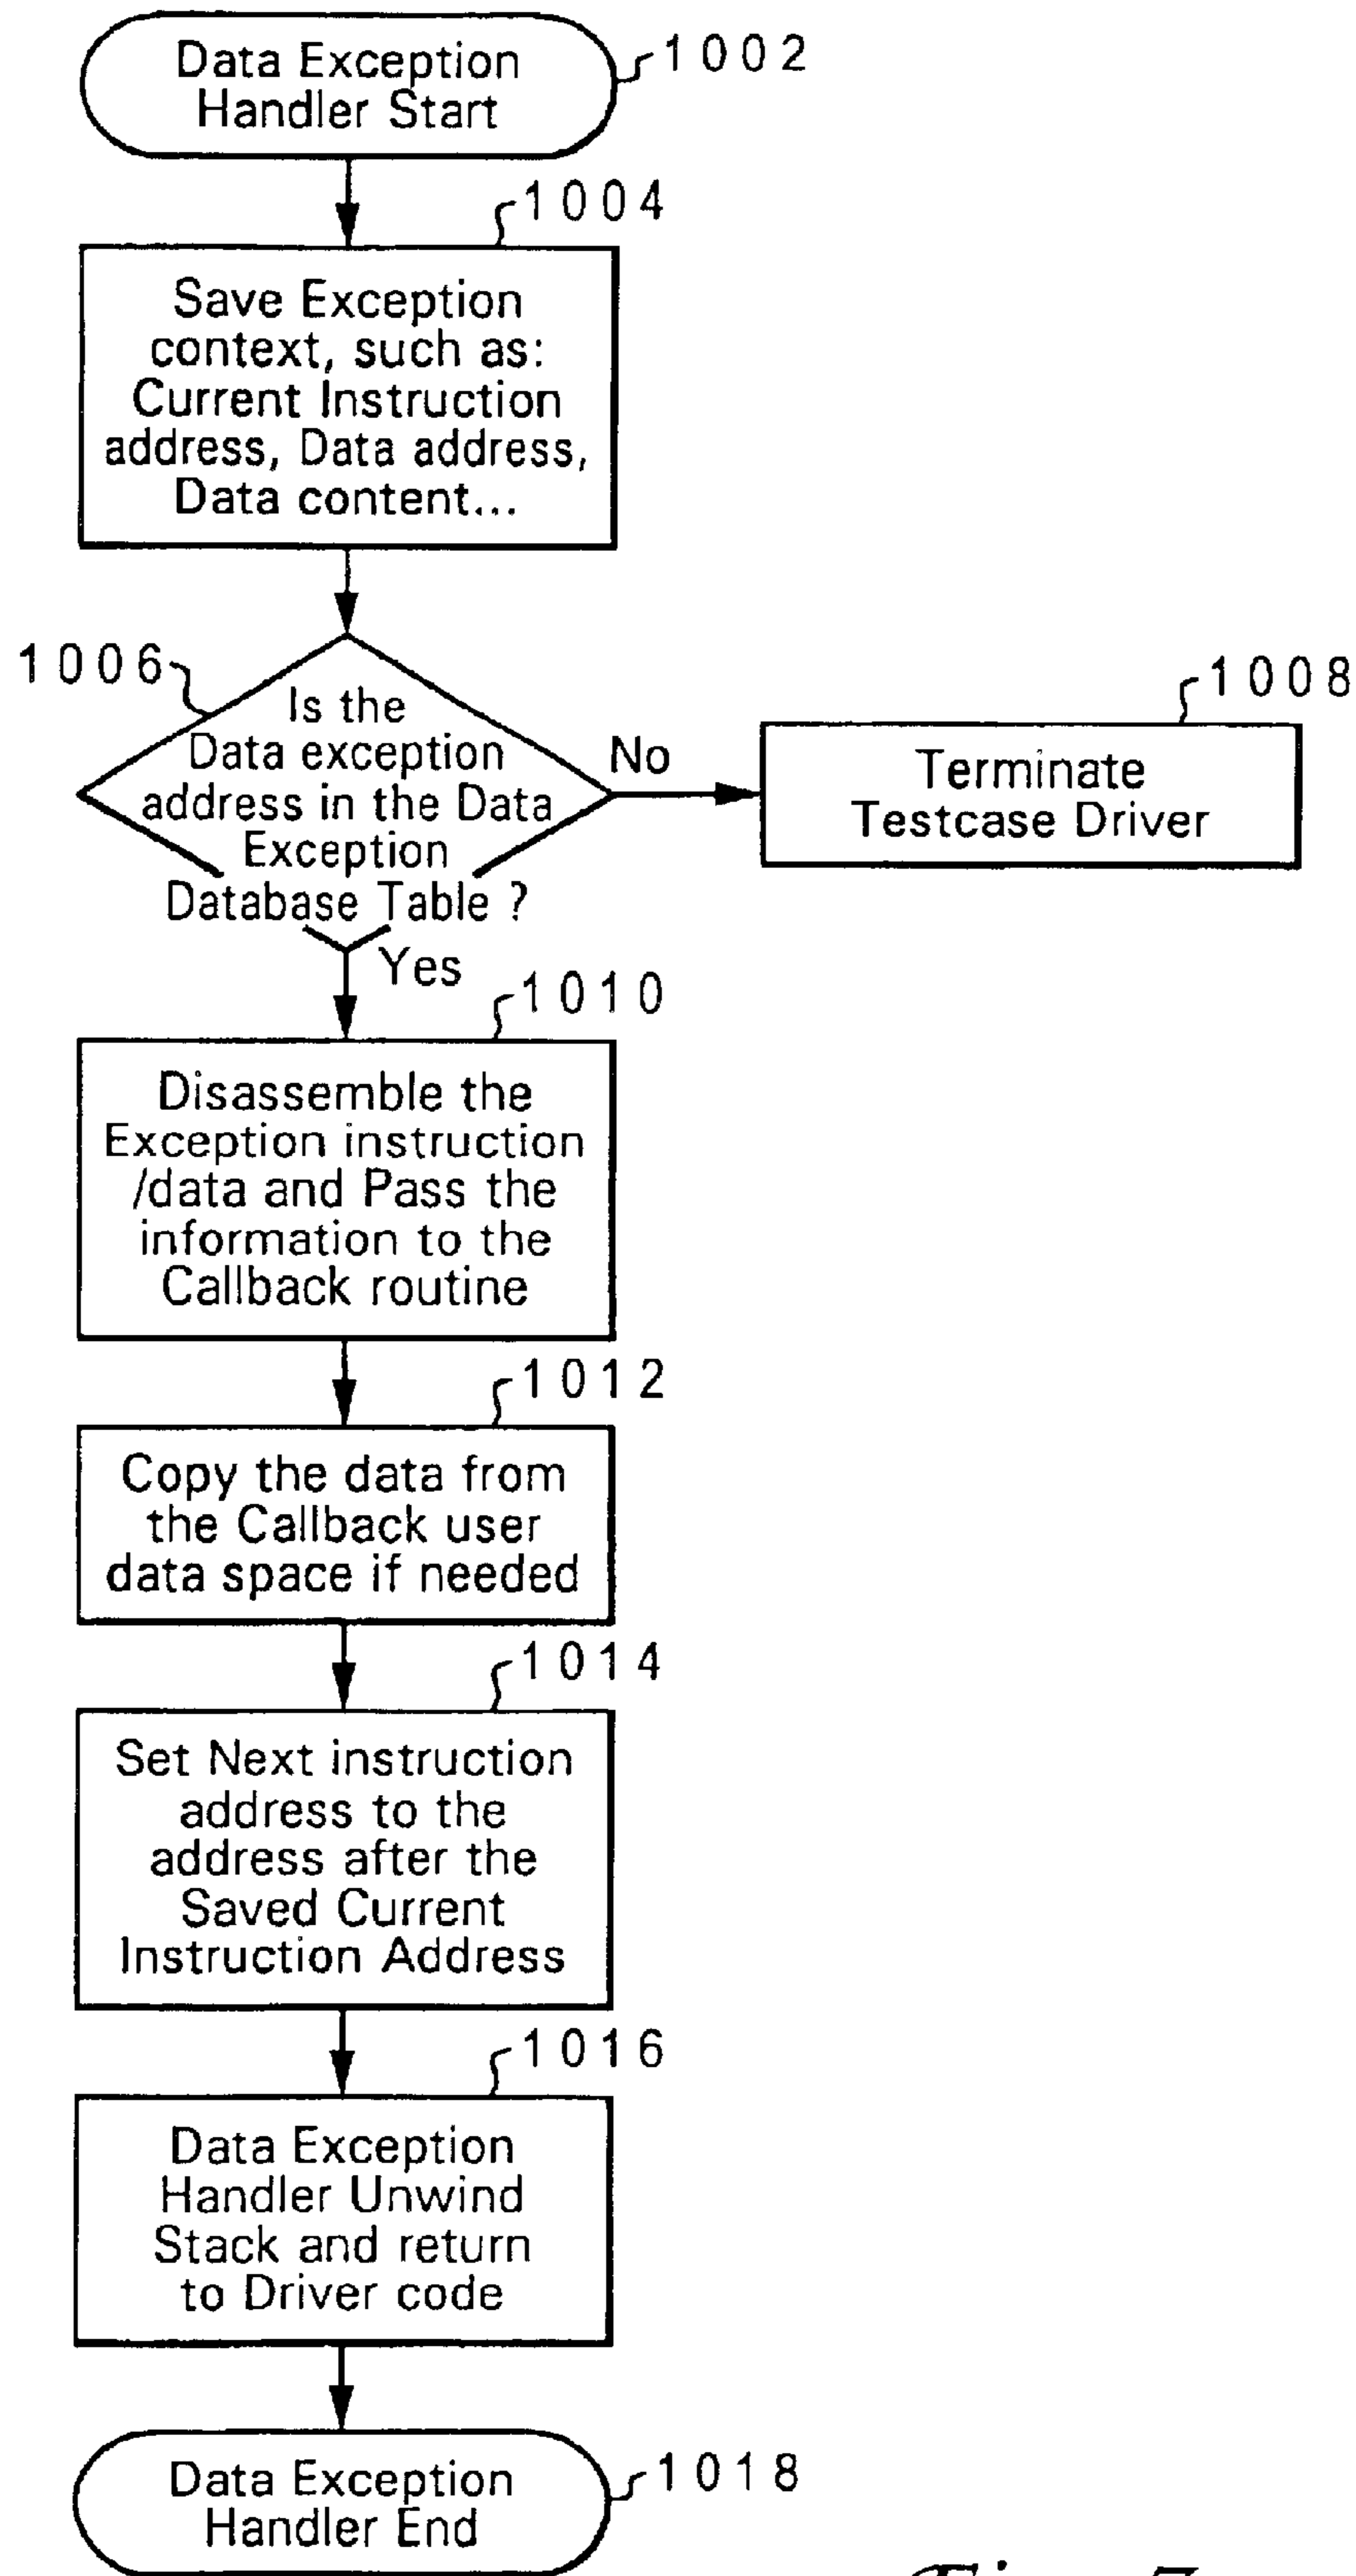 Data Exception
Handler Start
1002
1004
Save Exception
context, such as:
Current Instruction
address, Data address,
Data content...
1006
Is the
Data exception
address in the Data
Exception
Database Table ?
No
1008
Terminate
Testcase Driver
Yes
1010
Disassemble the
Exception instruction
/data and Pass the
information to the
Callback routine
1012
Copy the data from
the Callback user
data space if needed
1014
Set Next instruction
address to the
address after the
Saved Current
Instruction Address
1016
Data Exception
Handler Unwind
Stack and return
to Driver code
Data Exception
Handler End
1018